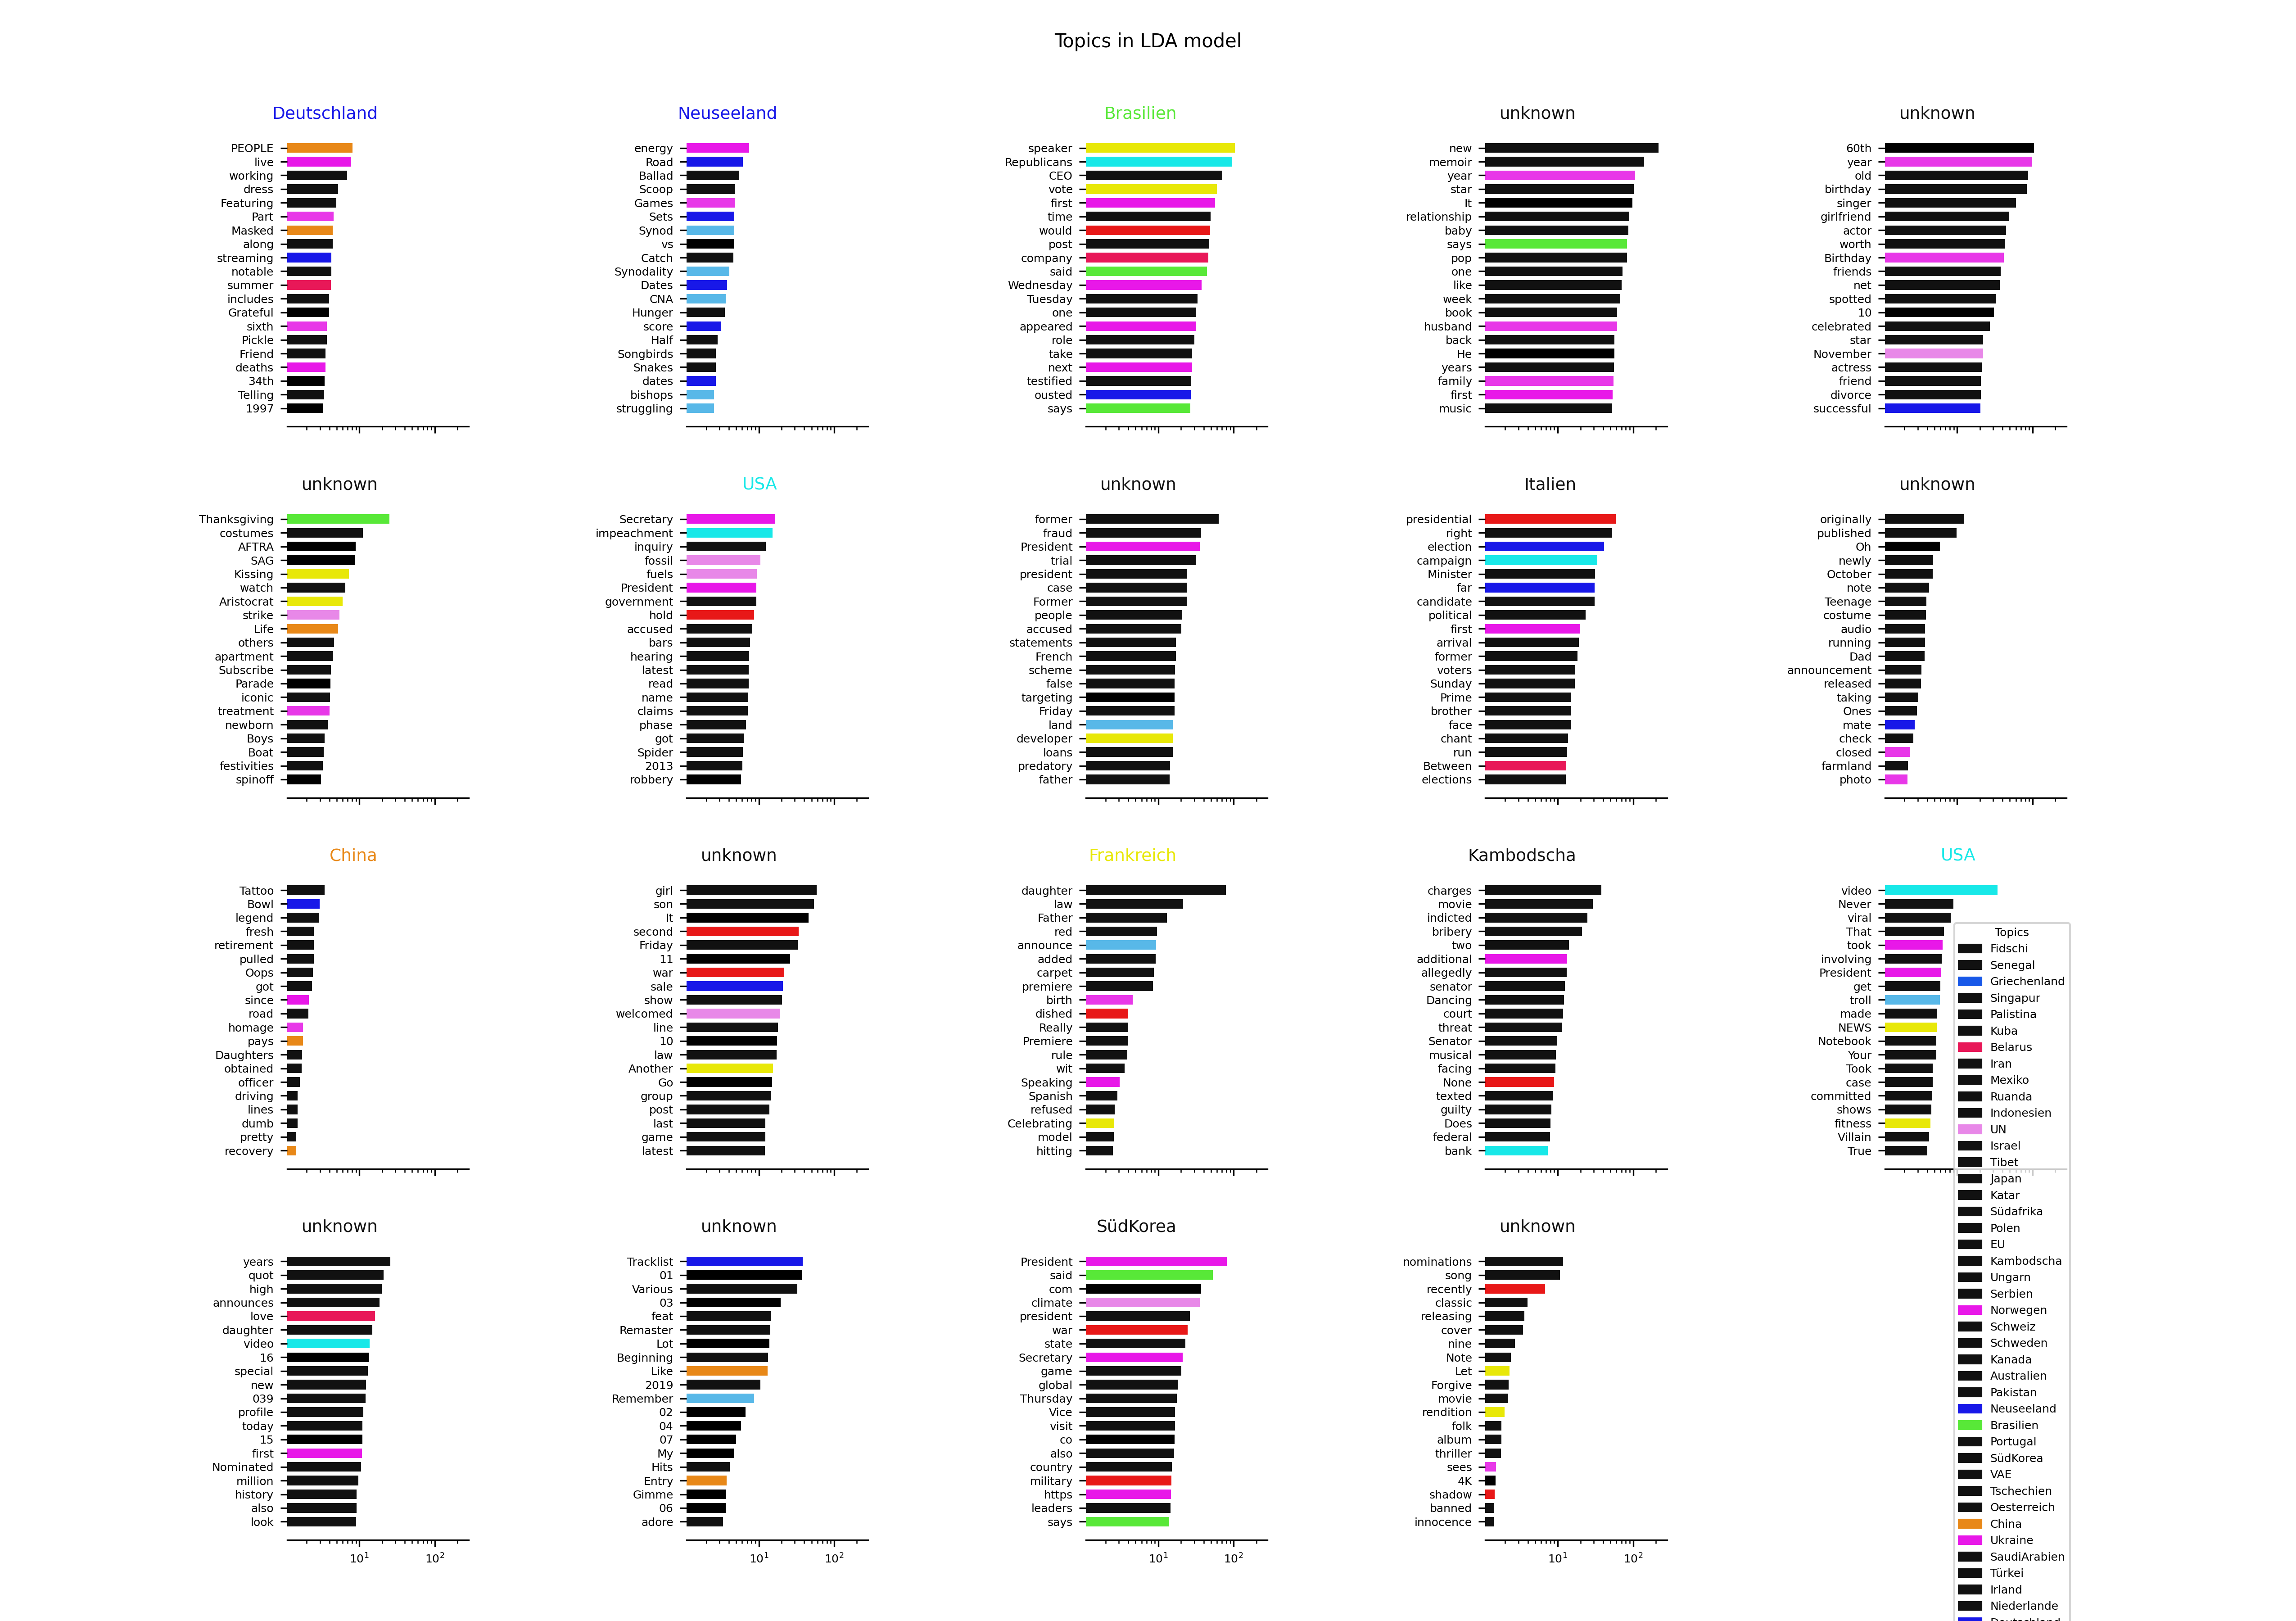 Topics in LDA model
Deutschland
PEOPLE
live
working
dress
Featuring
Part
Masked
along
streaming
notable
summer
includes
Grateful
sixth
Pickle
Friend
deaths
34th
Telling
1997
Neuseeland
energy
Road
Ballad
Scoop
Games
Sets
Synod
vs
Catch
Synodality
Dates
CNA
Hunger
score
Half
Songbirds
Snakes
dates
bishops
struggling
Brasilien
speaker
Republicans
CEO
vote
first
time
would
post
company
said
Wednesday
Tuesday
one
appeared
role
take
next
testified
ousted
says
unknown
new
memoir
year
star
It
relationship
baby
says
pop
one
like
week
book
husband
back
He
years
family
first
music
unknown
60th
year
old
birthday
singer
girlfriend
actor
worth
Birthday
friends
net
spotted
10
celebrated
star
November
actress
friend
divorce
successful
unknown
Thanksgiving
costumes
AFTRA
SAG
Kissing
watch
Aristocrat
strike
Life
others
apartment
Subscribe
Parade
iconic
treatment
newborn
Boys
Boat
festivities
spinoff
USA
Secretary
impeachment
inquiry
fossil
fuels
President
government
hold
accused
bars
hearing
latest
read
name
claims
phase
got
Spider
2013
robbery
unknown
former
fraud
President
trial
president
case
Former
people
accused
statements
French
scheme
false
targeting
Friday
land
developer
loans
predatory
father
Italien
presidential
right
election
campaign
Minister
far
candidate
political
first
arrival
former
voters
Sunday
Prime
brother
face
chant
run
Between
elections
unknown
originally
published
Oh
newly
October
note
Teenage
costume
audio
running
Dad
announcement
released
taking
Ones
mate
check
closed
farmland
photo
China
Tattoo
Bowl
legend
fresh
retirement
pulled
Oops
got
since
road
homage
pays
Daughters
obtained
officer
driving
lines
dumb
pretty
recovery
unknown
girl
son
It
second
Friday
11
war
sale
show
welcomed
line
10
law
Another
Go
group
post
last
game
latest
Frankreich
daughter
law
Father
red
announce
added
carpet
premiere
birth
dished
Really
Premiere
rule
wit
Speaking
Spanish
refused
Celebrating
model
hitting
Kambodscha
charges
movie
indicted
bribery
two
additional
allegedly
senator
Dancing
court
threat
Senator
musical
facing
None
texted
guilty
Does
federal
bank
USA
video
Never
viral
That
took
involving
President
get
troll
made
NEWS
Notebook
Your
Took
case
committed
shows
fitness
Villain
True
unknown
years
quot
high
announces
love
daughter
video
16
special
new
039
profile
today
15
first
Nominated
million
history
also
look
10¹ 10²
unknown
Tracklist
01
Various
03
feat
Remaster
Lot
Beginning
Like
2019
Remember
02
04
07
My
Hits
Entry
Gimme
06
adore
10¹ 10²
SüdKorea
President
said
com
climate
president
war
state
Secretary
game
global
Thursday
Vice
visit
co
also
country
military
https
leaders
says
10¹ 10²
unknown
nominations
song
recently
classic
releasing
cover
nine
Note
Let
Forgive
movie
rendition
folk
album
thriller
sees
4K
shadow
banned
innocence
10¹ 10²
Topics
Fidschi
Senegal
Griechenland
Singapur
Palistina
Kuba
Belarus
Iran
Mexiko
Ruanda
Indonesien
UN
Israel
Tibet
Japan
Katar
Südafrika
Polen
EU
Kambodscha
Ungarn
Serbien
Norwegen
Schweiz
Schweden
Kanada
Australien
Pakistan
Neuseeland
Brasilien
Portugal
SüdKorea
VAE
Tschechien
Oesterreich
China
Ukraine
SaudiArabien
Türkei
Irland
Niederlande